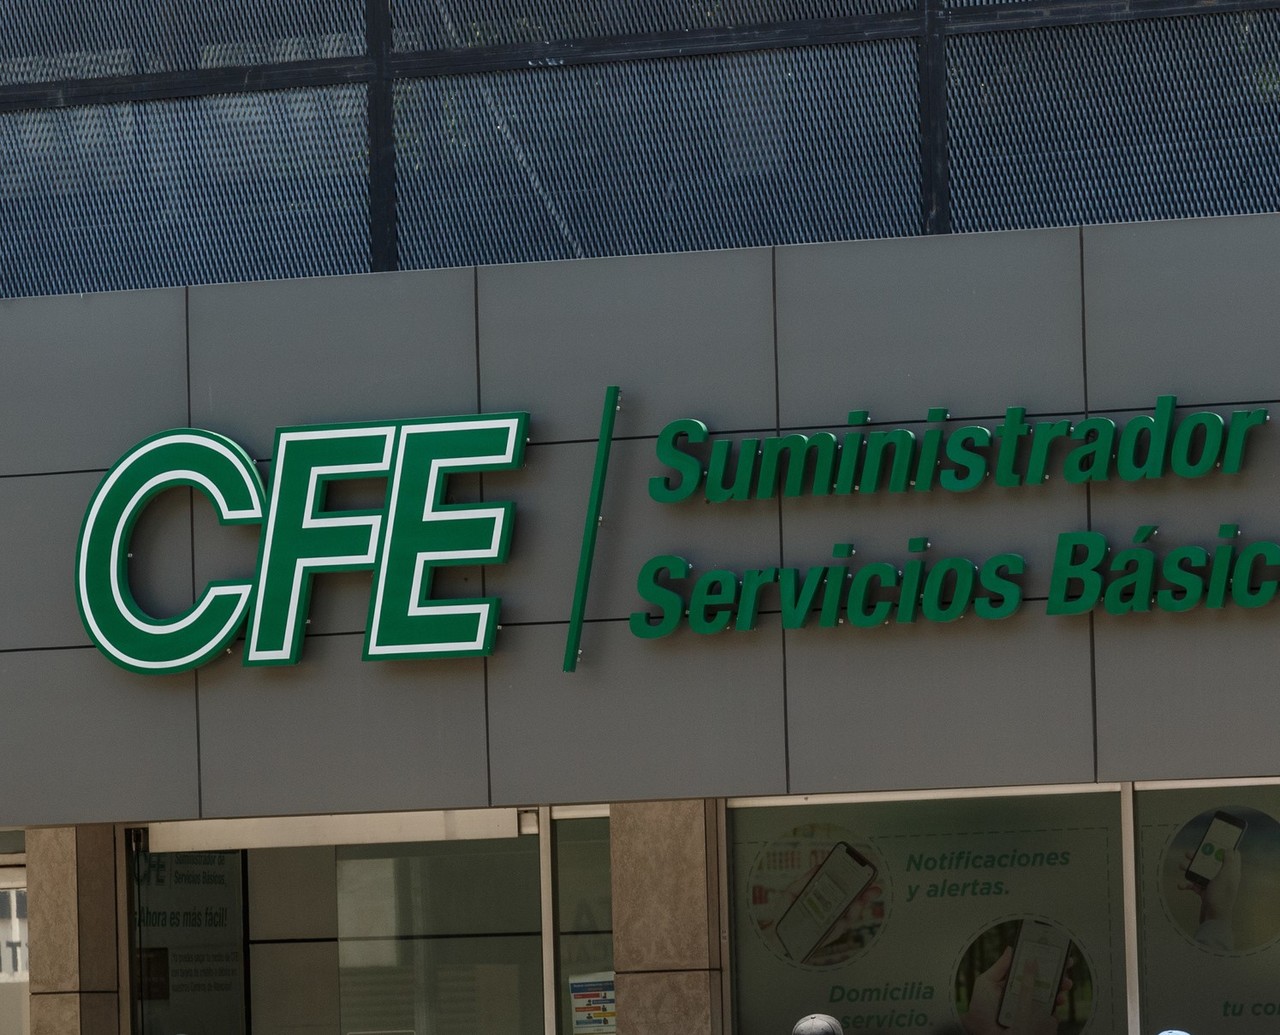 CFE
Suministrador
Servicios Básic
Suministrador de
Servicios Básicos
¡Ahora es más fácil!
Notificaciones
y alertas.
Domicilia
servicio.
tu co